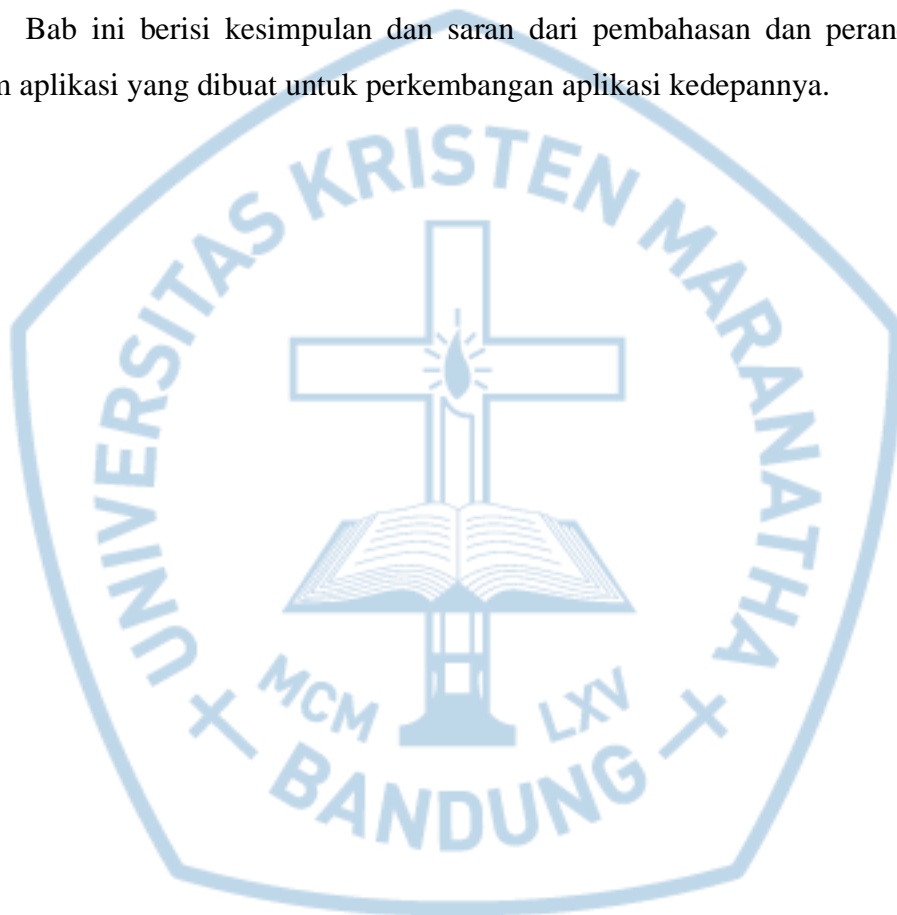 Bab ini berisi kesimpulan dan saran dari pembahasan dan peran
n aplikasi yang dibuat untuk perkembangan aplikasi kedepannya.
UNIVERSITAS KRISTEN MARANATHA
MCM LXV
BANDUNG